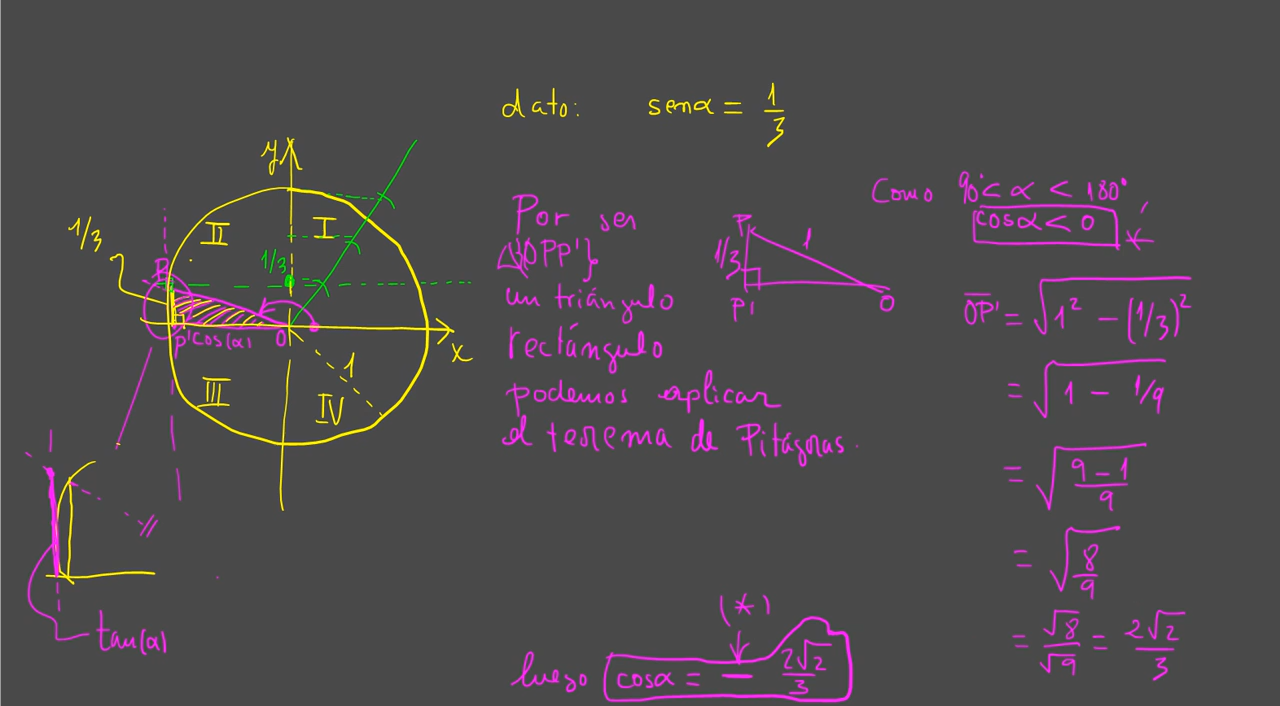 dato: senα = 1/3
y
II
I
1/3
1/3
P
P' cos(α) O
x
1
III
IV
tan(α)
Por ser
Δ{OPP'}
un triángulo
rectángulo
podemos aplicar
el teorema de Pitágoras.
P
1
1/3
P'
O
Como 90° < α < 180°,
cosα < 0 *
OP' = √(1² − (1/3)²)
= √(1 − 1/9)
= √((9 − 1)/9)
= √(8/9)
= √8/√9 = 2√2/3
(*)
luego cosα = − 2√2/3